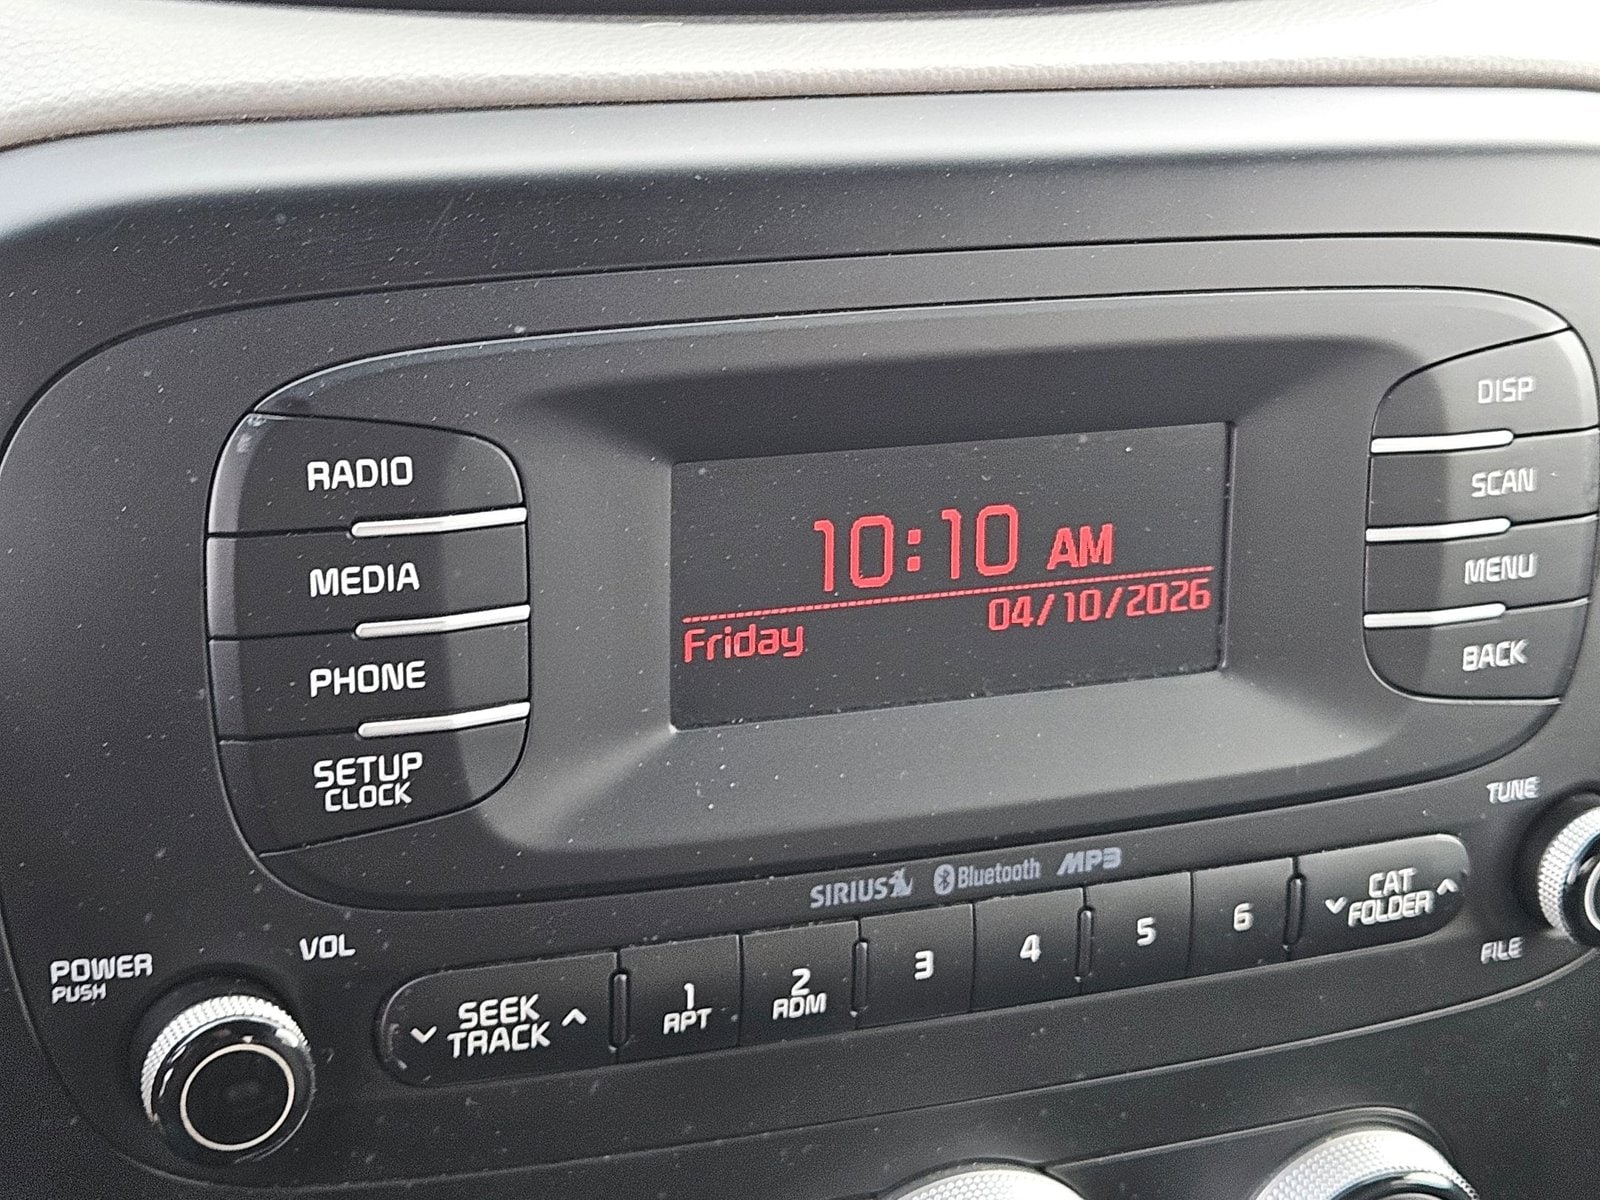 RADIO
MEDIA
PHONE
SETUP
CLOCK
10:10 AM
04/10/2026
Friday
DISP
SCAN
MENU
BACK
TUNE
FILE
SIRIUS Bluetooth MP3
POWER
PUSH
VOL
SEEK
TRACK
1
RPT
2
RDM
3
4
5
6
CAT
FOLDER